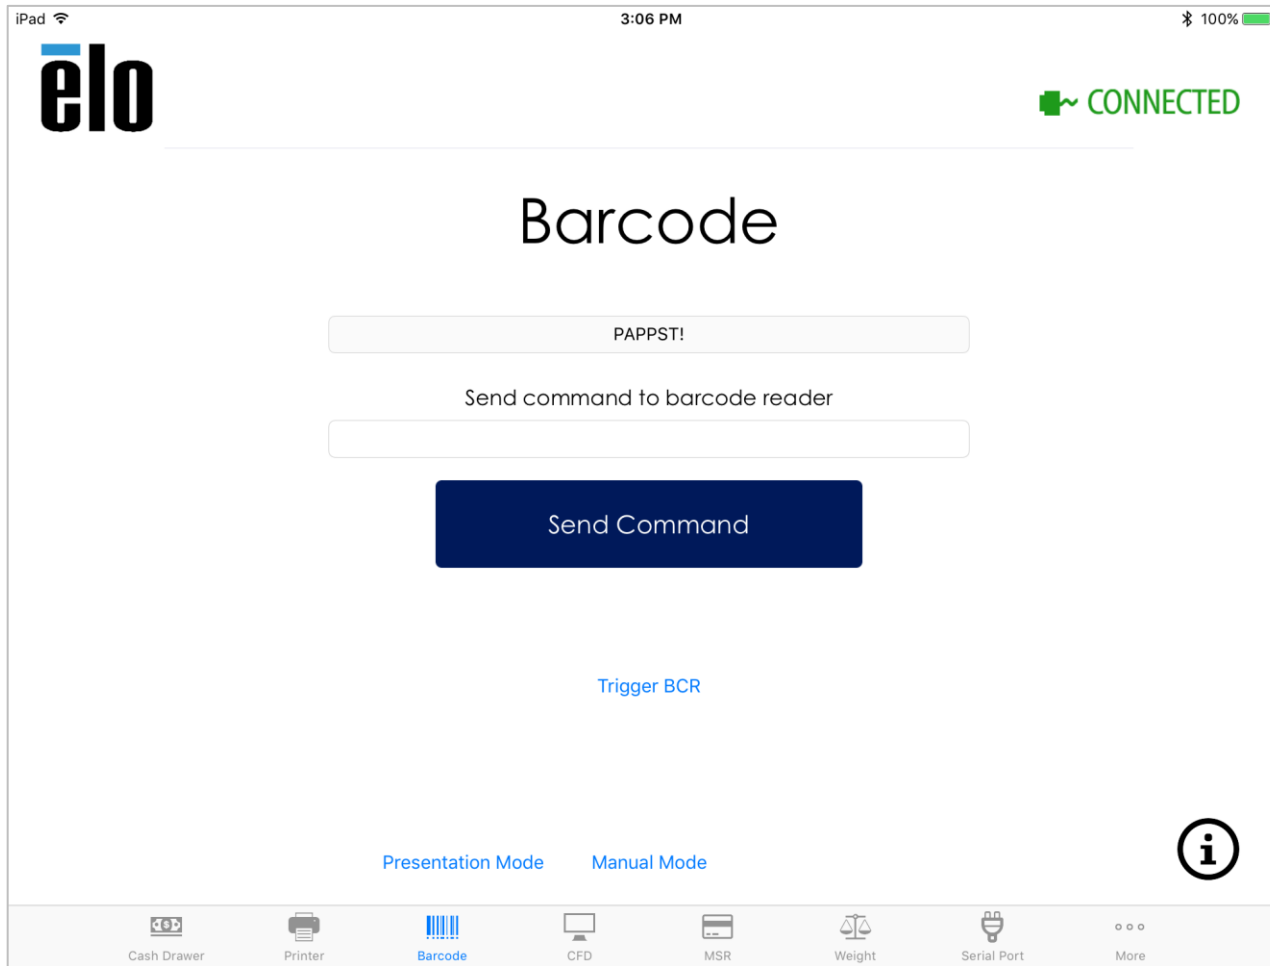 iPad 3:06 PM 100%
ēlo
CONNECTED
Barcode
PAPPST!
Send command to barcode reader
Send Command
Trigger BCR
Presentation Mode Manual Mode
Cash Drawer Printer Barcode CFD MSR Weight Serial Port More